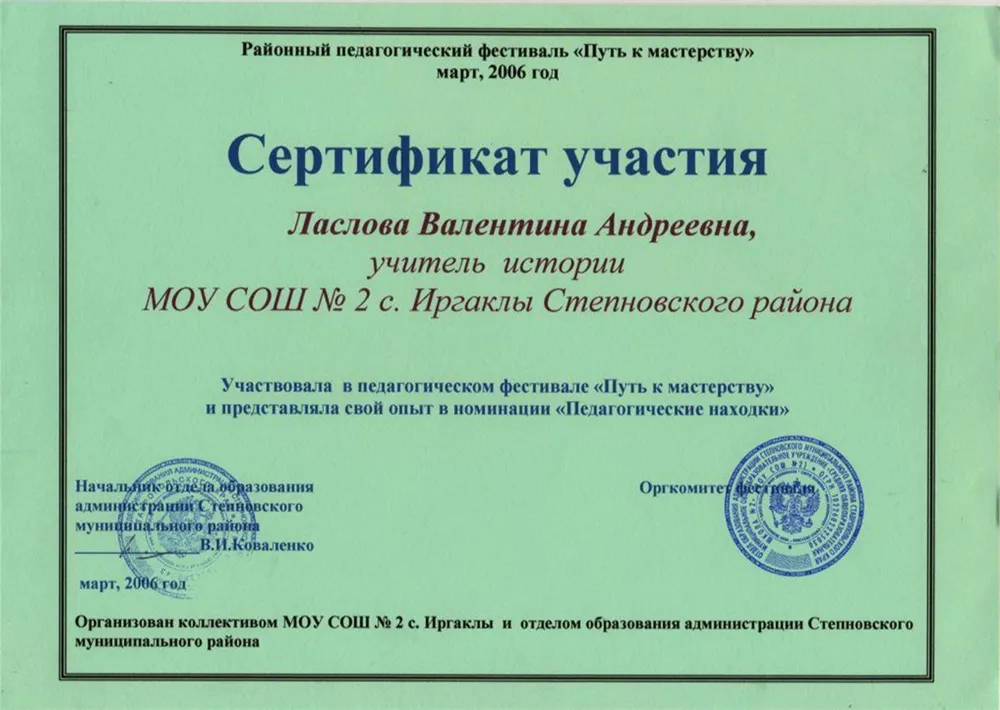 Районный педагогический фестиваль «Путь к мастерству»
март, 2006 год
Сертификат участия
Ласлова Валентина Андреевна,
учитель истории
МОУ СОШ № 2 с. Иргаклы Степновского района
Участвовала в педагогическом фестивале «Путь к мастерству»
и представляла свой опыт в номинации «Педагогические находки»
Начальник отдела образования
администрации Степновского
муниципального района
В.И.Коваленко
март, 2006 год
Оргкомитет фестиваля
Организован коллективом МОУ СОШ № 2 с. Иргаклы и отделом образования администрации Степновского
муниципального района